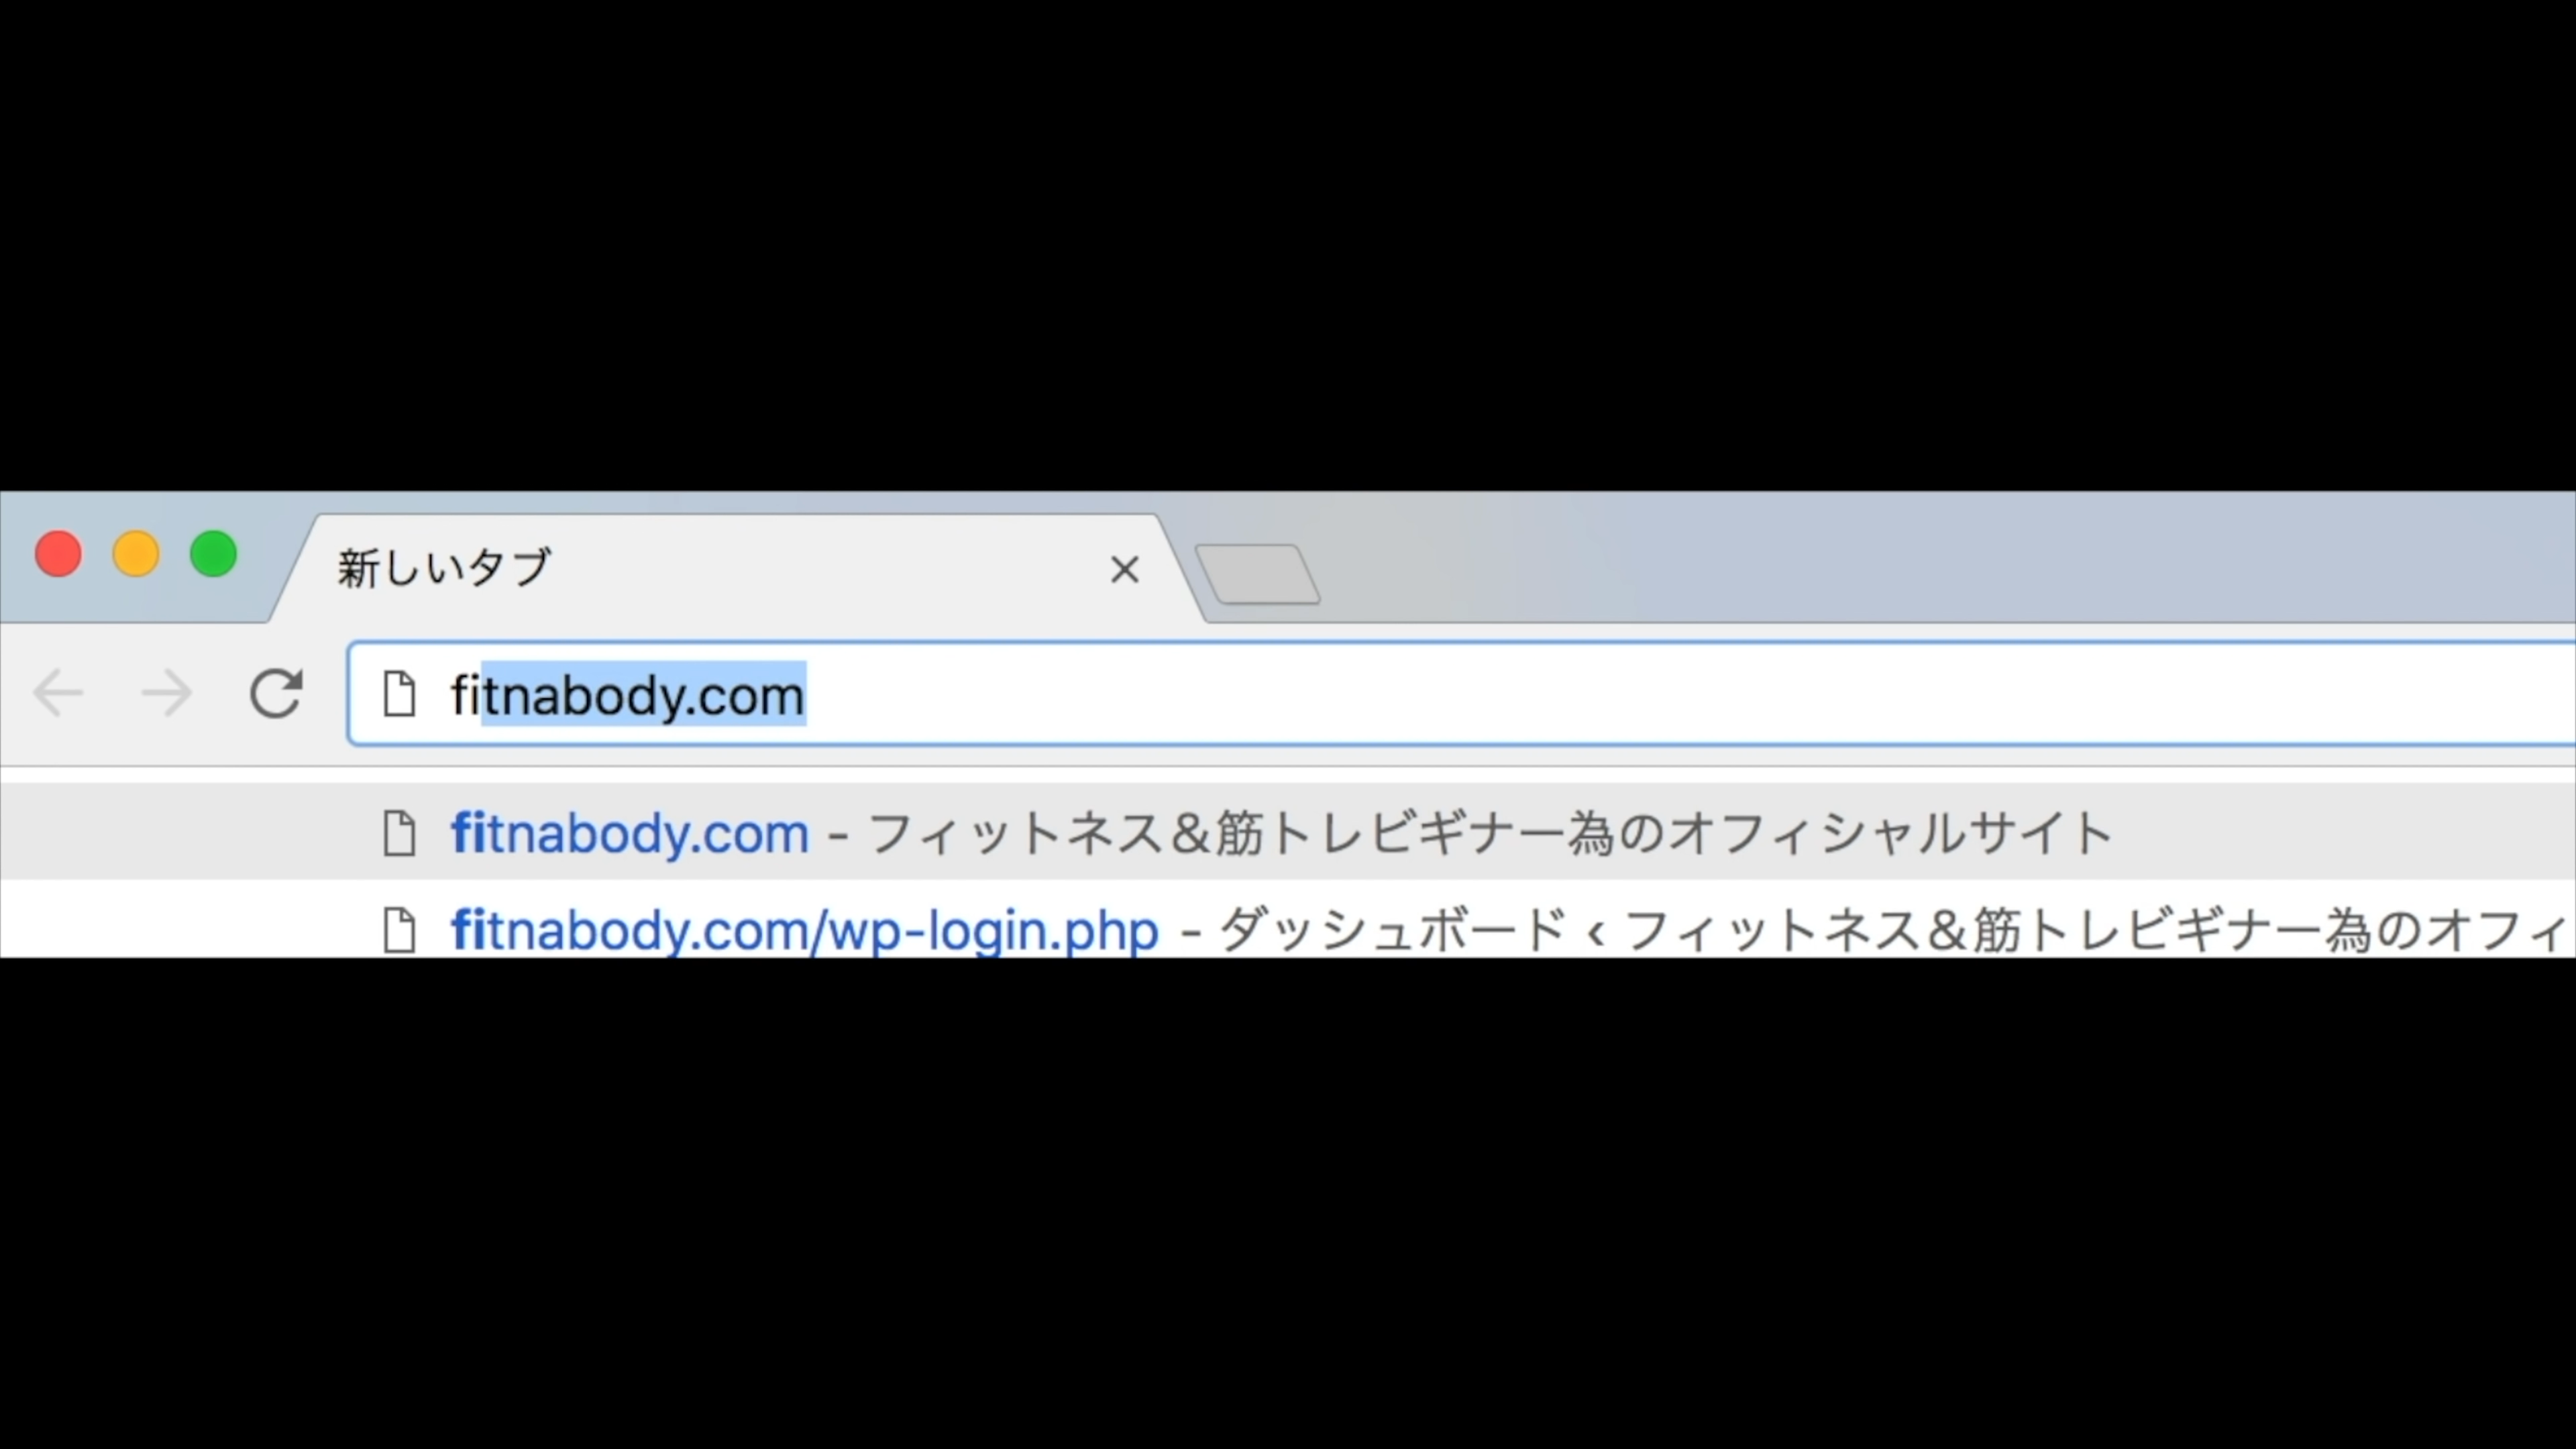 新しいタブ
fitnabody.com
fitnabody.com - フィットネス＆筋トレビギナー為のオフィシャルサイト
fitnabody.com/wp-login.php - ダッシュボード ‹ フィットネス＆筋トレビギナー為のオフィ